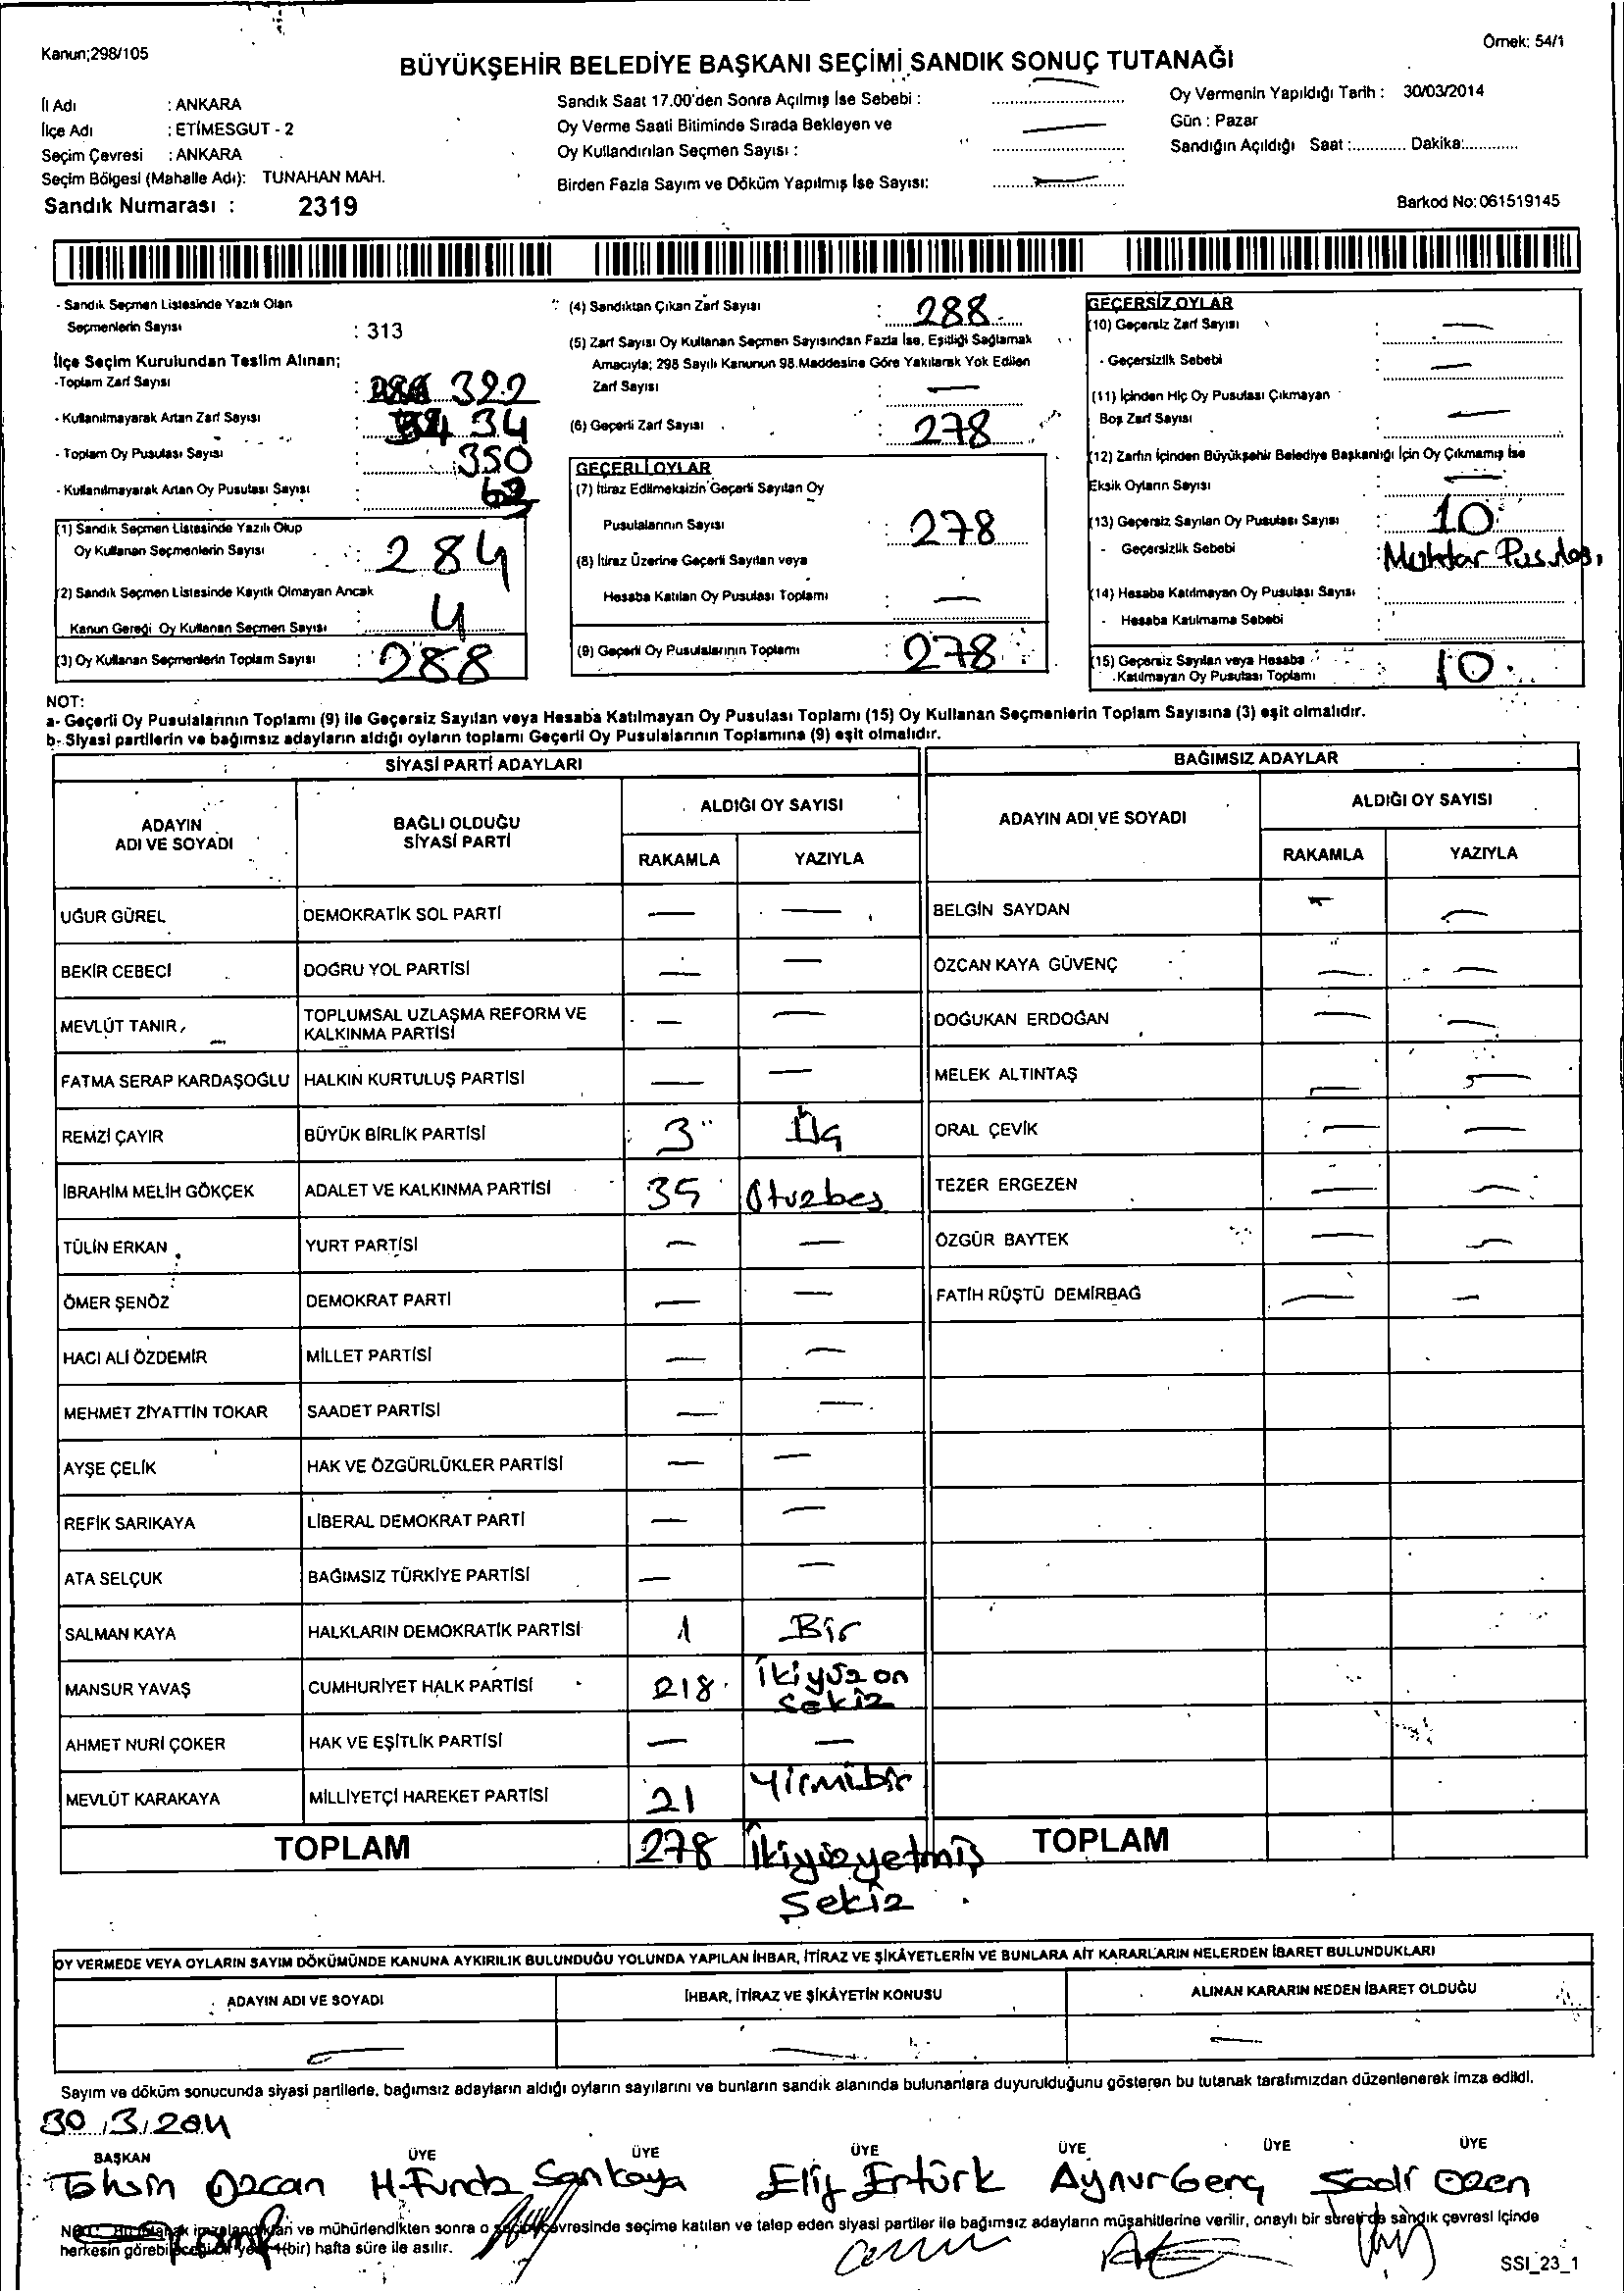 Kanun;298/105
Örnek: 54/1
BÜYÜKŞEHİR BELEDİYE BAŞKANI SEÇİMİ SANDIK SONUÇ TUTANAĞI
İl Adı : ANKARA
İlçe Adı : ETİMESGUT - 2
Seçim Çevresi : ANKARA
Seçim Bölgesi (Mahalle Adı): TUNAHAN MAH.
Sandık Numarası : 2319
Sandık Saat 17.00'den Sonra Açılmış İse Sebebi : —
Oy Verme Saati Bitiminde Sırada Bekleyen ve
Oy Kullandırılan Seçmen Sayısı : —
Birden Fazla Sayım ve Döküm Yapılmış İse Sayısı: —
Oy Vermenin Yapıldığı Tarih : 30/03/2014
Gün : Pazar
Sandığın Açıldığı Saat :............ Dakika:............
Barkod No: 061519145
- Sandık Seçmen Listesinde Yazılı Olan
Seçmenlerin Sayısı : 313
İlçe Seçim Kurulundan Teslim Alınan;
-Toplam Zarf Sayısı : 322
- Kullanılmayarak Artan Zarf Sayısı : 34
- Toplam Oy Pusulası Sayısı : 350
- Kullanılmayarak Artan Oy Pusulası Sayısı : 62
(1) Sandık Seçmen Listesinde Yazılı Olup
Oy Kullanan Seçmenlerin Sayısı : 284
(2) Sandık Seçmen Listesinde Kayıtlı Olmayan Ancak
Kanun Gereği Oy Kullanan Seçmen Sayısı : 4
(3) Oy Kullanan Seçmenlerin Toplam Sayısı : 288
(4) Sandıktan Çıkan Zarf Sayısı : 288
(5) Zarf Sayısı Oy Kullanan Seçmen Sayısından Fazla İse, Eşitliği Sağlamak
Amacıyla; 298 Sayılı Kanunun 98.Maddesine Göre Yakılarak Yok Edilen
Zarf Sayısı : —
(6) Geçerli Zarf Sayısı : 278
GEÇERLİ OYLAR
(7) İtiraz Edilmeksizin Geçerli Sayılan Oy
Pusulalarının Sayısı : 278
(8) İtiraz Üzerine Geçerli Sayılan veya
Hesaba Katılan Oy Pusulası Toplamı : —
(9) Geçerli Oy Pusulalarının Toplamı : 278
GEÇERSİZ OYLAR
(10) Geçersiz Zarf Sayısı : —
- Geçersizlik Sebebi : —
(11) İçinden Hiç Oy Pusulası Çıkmayan
Boş Zarf Sayısı : —
(12) Zarfın İçinden Büyükşehir Belediye Başkanlığı İçin Oy Çıkmamış İse
Eksik Oyların Sayısı : —
(13) Geçersiz Sayılan Oy Pusulası Sayısı : 10
- Geçersizlik Sebebi : Muhtar Pusulası
(14) Hesaba Katılmayan Oy Pusulası Sayısı :
- Hesaba Katılmama Sebebi :
(15) Geçersiz Sayılan veya Hesaba
Katılmayan Oy Pusulası Toplamı : 10
NOT:
a- Geçerli Oy Pusulalarının Toplamı (9) ile Geçersiz Sayılan veya Hesaba Katılmayan Oy Pusulası Toplamı (15) Oy Kullanan Seçmenlerin Toplam Sayısına (3) eşit olmalıdır.
b- Siyasi partilerin ve bağımsız adayların aldığı oyların toplamı Geçerli Oy Pusulalarının Toplamına (9) eşit olmalıdır.
SİYASİ PARTİ ADAYLARI
BAĞIMSIZ ADAYLAR
ADAYIN ADI VE SOYADI
BAĞLI OLDUĞU SİYASİ PARTİ
ALDIĞI OY SAYISI
RAKAMLA YAZIYLA
ADAYIN ADI VE SOYADI
ALDIĞI OY SAYISI
RAKAMLA YAZIYLA
UĞUR GÜREL DEMOKRATİK SOL PARTİ — — BELGİN SAYDAN — —
BEKİR CEBECİ DOĞRU YOL PARTİSİ — — ÖZCAN KAYA GÜVENÇ — —
MEVLÜT TANIR TOPLUMSAL UZLAŞMA REFORM VE KALKINMA PARTİSİ — — DOĞUKAN ERDOĞAN — —
FATMA SERAP KARDAŞOĞLU HALKIN KURTULUŞ PARTİSİ — — MELEK ALTINTAŞ — —
REMZİ ÇAYIR BÜYÜK BİRLİK PARTİSİ 3 Üç ORAL ÇEVİK — —
İBRAHİM MELİH GÖKÇEK ADALET VE KALKINMA PARTİSİ 35 Otuzbeş TEZER ERGEZEN — —
TÜLİN ERKAN YURT PARTİSİ — — ÖZGÜR BAYTEK — —
ÖMER ŞENÖZ DEMOKRAT PARTİ — — FATİH RÜŞTÜ DEMİRBAĞ — —
HACI ALİ ÖZDEMİR MİLLET PARTİSİ — —
MEHMET ZİYATTİN TOKAR SAADET PARTİSİ — —
AYŞE ÇELİK HAK VE ÖZGÜRLÜKLER PARTİSİ — —
REFİK SARIKAYA LİBERAL DEMOKRAT PARTİ — —
ATA SELÇUK BAĞIMSIZ TÜRKİYE PARTİSİ — —
SALMAN KAYA HALKLARIN DEMOKRATİK PARTİSİ 1 Bir
MANSUR YAVAŞ CUMHURİYET HALK PARTİSİ 218 İkiyüz on sekiz
AHMET NURİ ÇOKER HAK VE EŞİTLİK PARTİSİ — —
MEVLÜT KARAKAYA MİLLİYETÇİ HAREKET PARTİSİ 21 Yirmibir
TOPLAM 278 İkiyüzyetmiş Sekiz TOPLAM
OY VERMEDE VEYA OYLARIN SAYIM DÖKÜMÜNDE KANUNA AYKIRILIK BULUNDUĞU YOLUNDA YAPILAN İHBAR, İTİRAZ VE ŞİKÂYETLERİN VE BUNLARA AİT KARARLARIN NELERDEN İBARET BULUNDUKLARI
ADAYIN ADI VE SOYADI İHBAR, İTİRAZ VE ŞİKÂYETİN KONUSU ALINAN KARARIN NEDEN İBARET OLDUĞU
— — —
Sayım ve döküm sonucunda siyasi partilerle, bağımsız adayların aldığı oyların sayılarını ve bunların sandık alanında bulunanlara duyurulduğunu gösteren bu tutanak tarafımızdan düzenlenerek imza edildi.
30/3/2014
BAŞKAN ÜYE ÜYE ÜYE ÜYE ÜYE ÜYE
Tahsin Özcan H.Funda Sarıkaya Elif Ertürk Aynur Genç Sadi Özen
NOT: Bu tutanak imzalandıktan ve mühürlendikten sonra o seçim çevresinde seçime katılan ve talep eden siyasi partiler ile bağımsız adayların müşahitlerine verilir, onaylı bir sureti de sandık çevresi içinde
herkesin görebileceği bir yere 1(bir) hafta süre ile asılır.
SSI_23_1